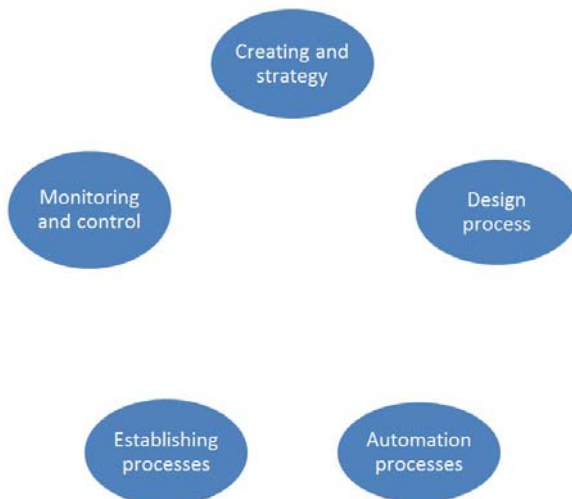 Creating and
strategy
Monitoring
and control
Design
process
Establishing
processes
Automation
processes